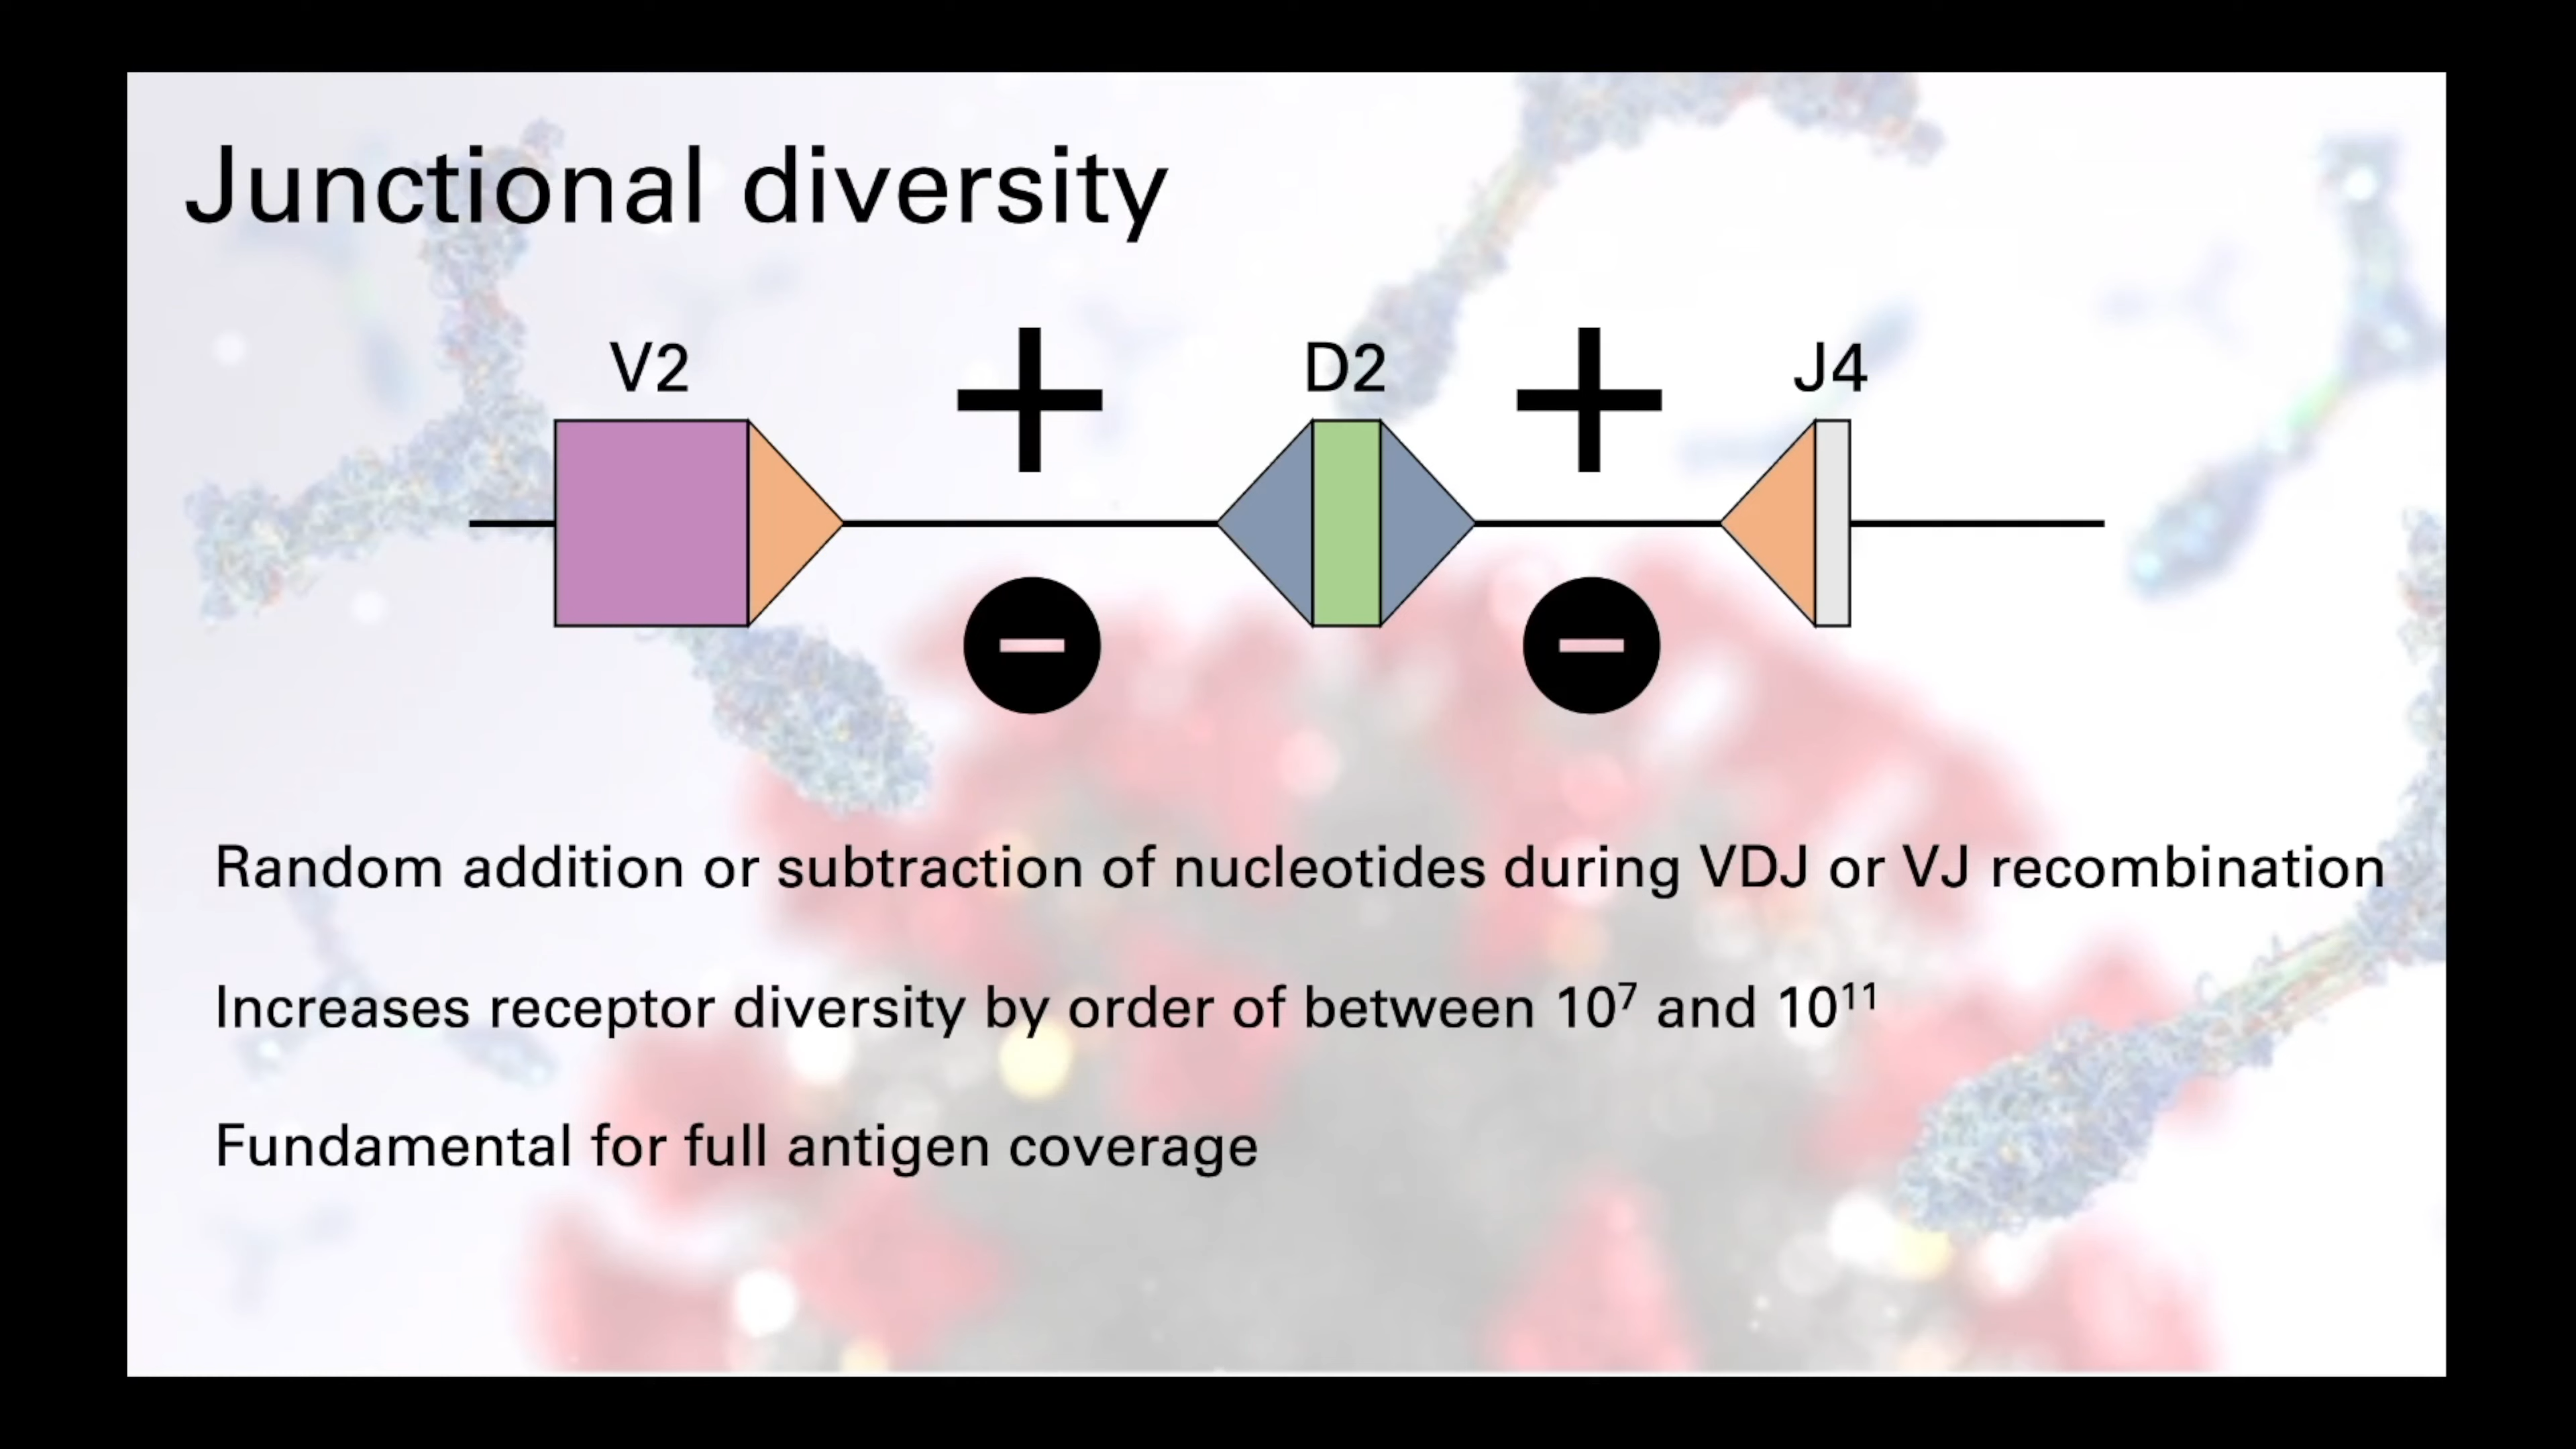 Junctional diversity
V2
D2
J4
+
+
−
−
Random addition or subtraction of nucleotides during VDJ or VJ recombination
Increases receptor diversity by order of between 10⁷ and 10¹¹
Fundamental for full antigen coverage